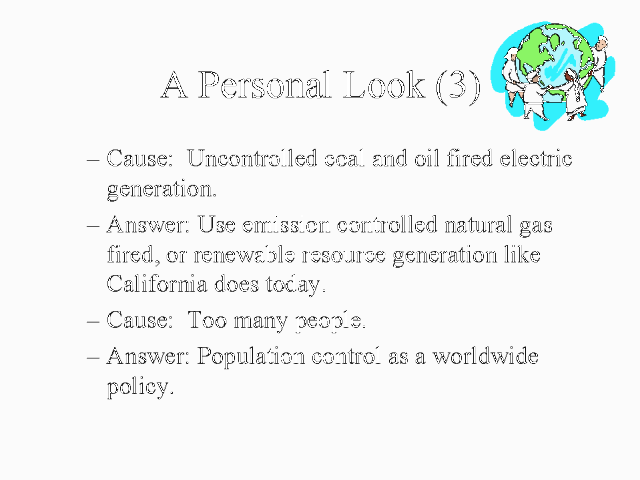 A Personal Look (3)
– Cause:  Uncontrolled coal and oil fired electric
generation.
– Answer: Use emission controlled natural gas
fired, or renewable resource generation like
California does today.
– Cause:  Too many people.
– Answer: Population control as a worldwide
policy.